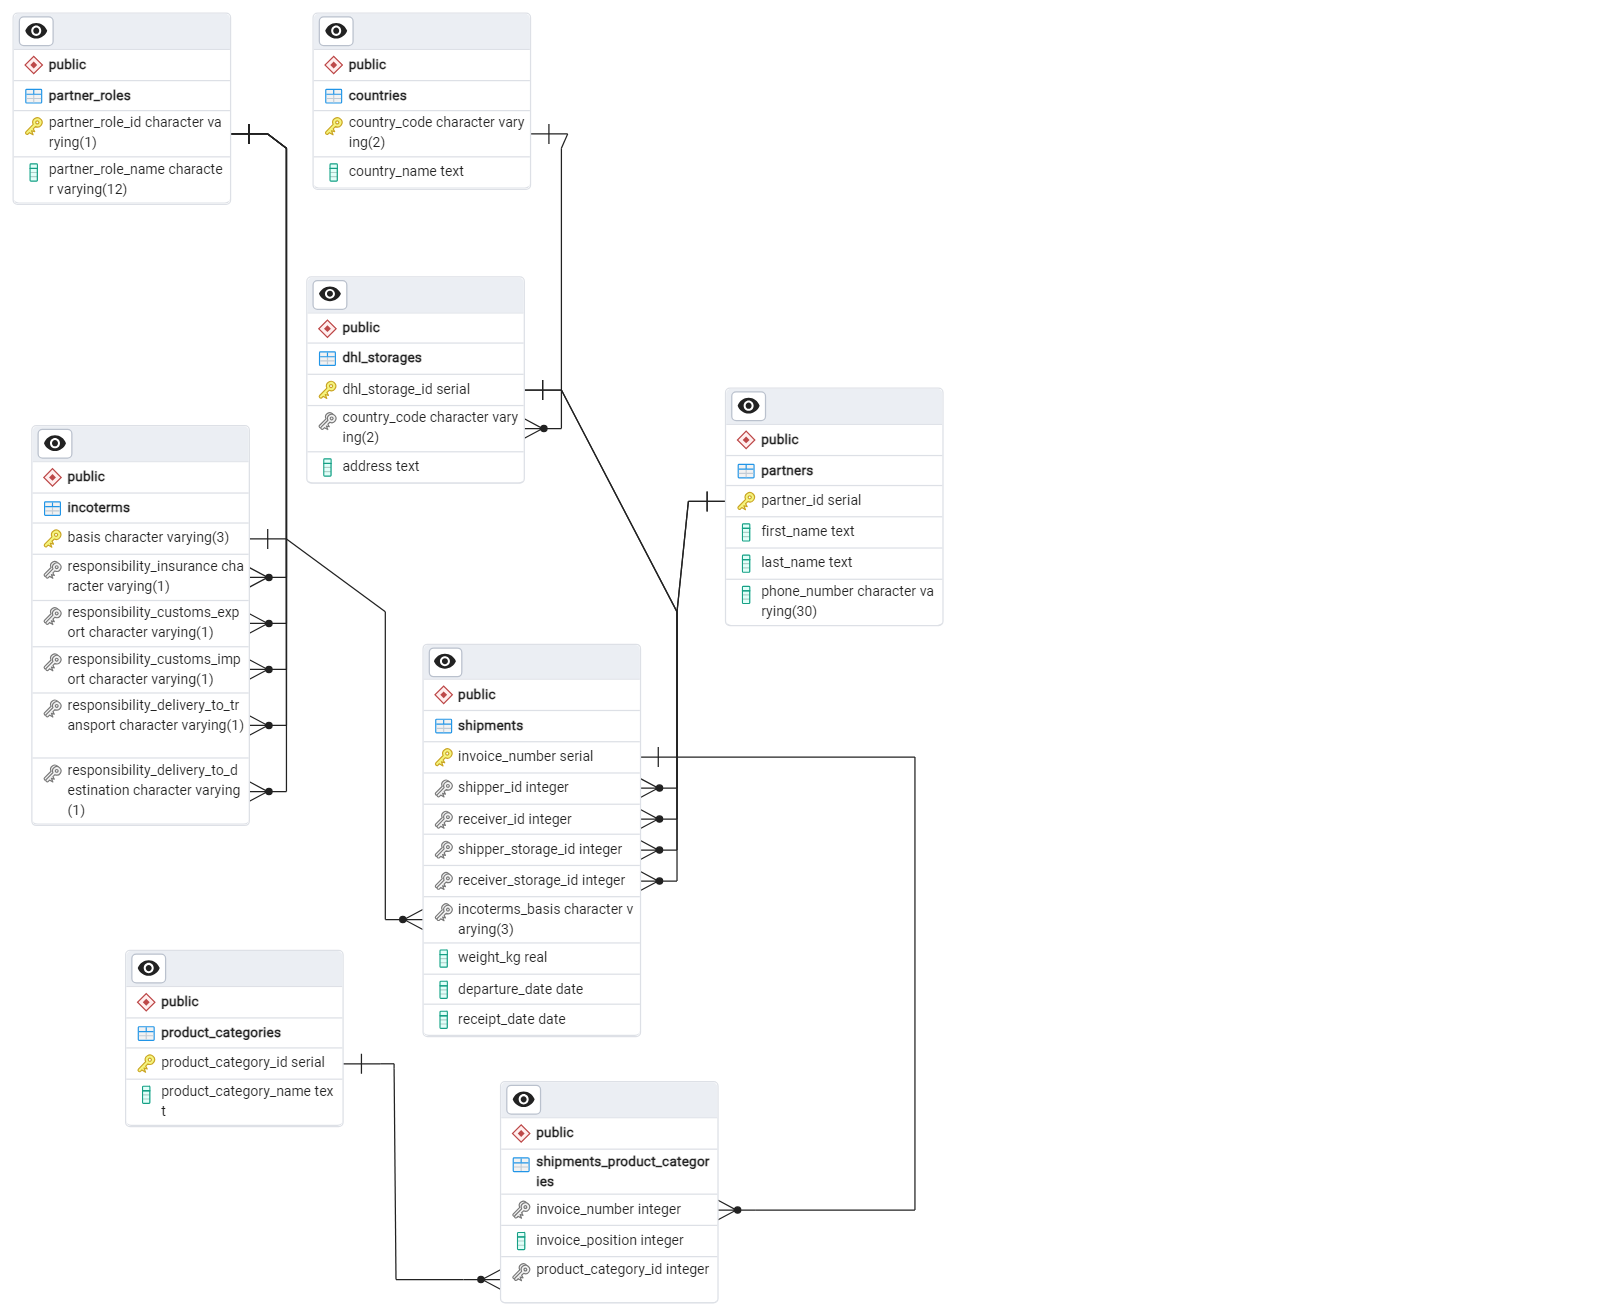 public
partner_roles
partner_role_id character va
rying(1)
partner_role_name characte
r varying(12)
public
countries
country_code character vary
ing(2)
country_name text
public
dhl_storages
dhl_storage_id serial
country_code character vary
ing(2)
address text
public
partners
partner_id serial
first_name text
last_name text
phone_number character va
rying(30)
public
incoterms
basis character varying(3)
responsibility_insurance cha
racter varying(1)
responsibility_customs_exp
ort character varying(1)
responsibility_customs_imp
ort character varying(1)
responsibility_delivery_to_tr
ansport character varying(1)
responsibility_delivery_to_d
estination character varying
(1)
public
shipments
invoice_number serial
shipper_id integer
receiver_id integer
shipper_storage_id integer
receiver_storage_id integer
incoterms_basis character v
arying(3)
weight_kg real
departure_date date
receipt_date date
public
product_categories
product_category_id serial
product_category_name tex
t
public
shipments_product_categor
ies
invoice_number integer
invoice_position integer
product_category_id integer